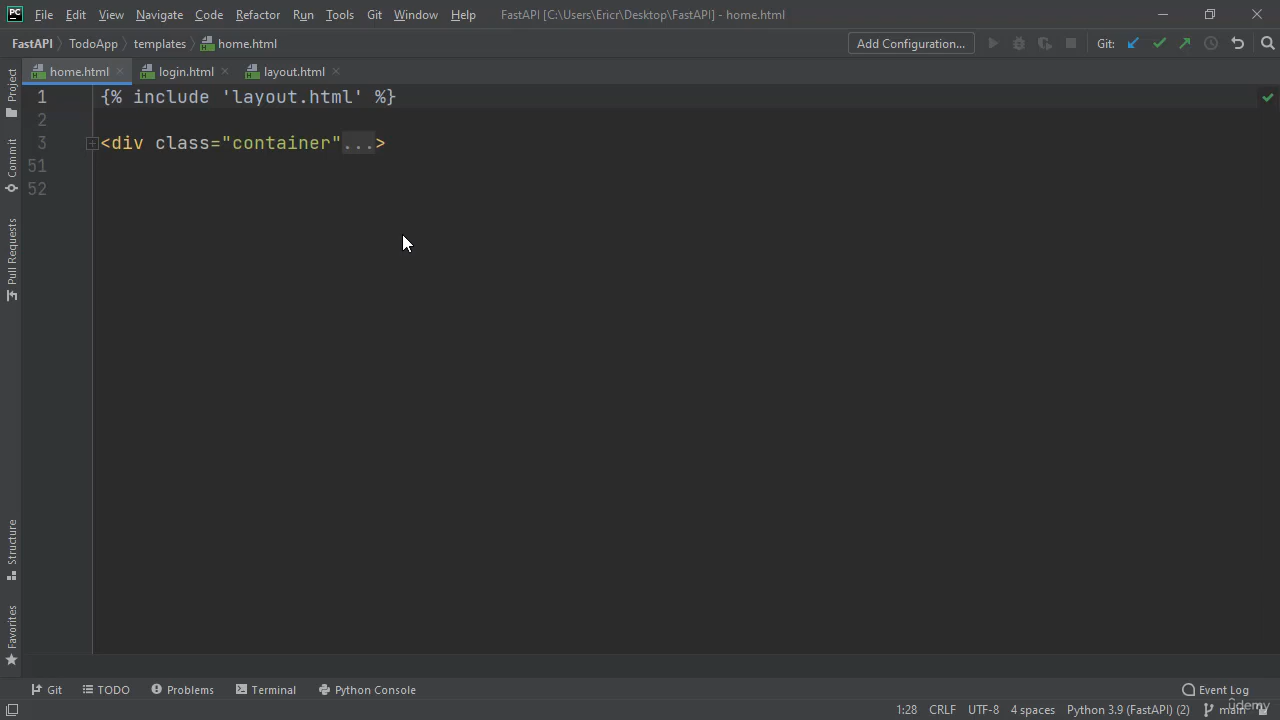 PC File Edit View Navigate Code Refactor Run Tools Git Window Help FastAPI [C:\Users\Ericr\Desktop\FastAPI] - home.html
FastAPI TodoApp templates home.html Add Configuration... Git:
home.html login.html layout.html
Project
Commit
Pull Requests
Structure
Favorites
1 {% include 'layout.html' %}
2
3 <div class="container"...>
51
52
Git TODO Problems Terminal Python Console Event Log
1:28 CRLF UTF-8 4 spaces Python 3.9 (FastAPI) (2) main
ûdemy